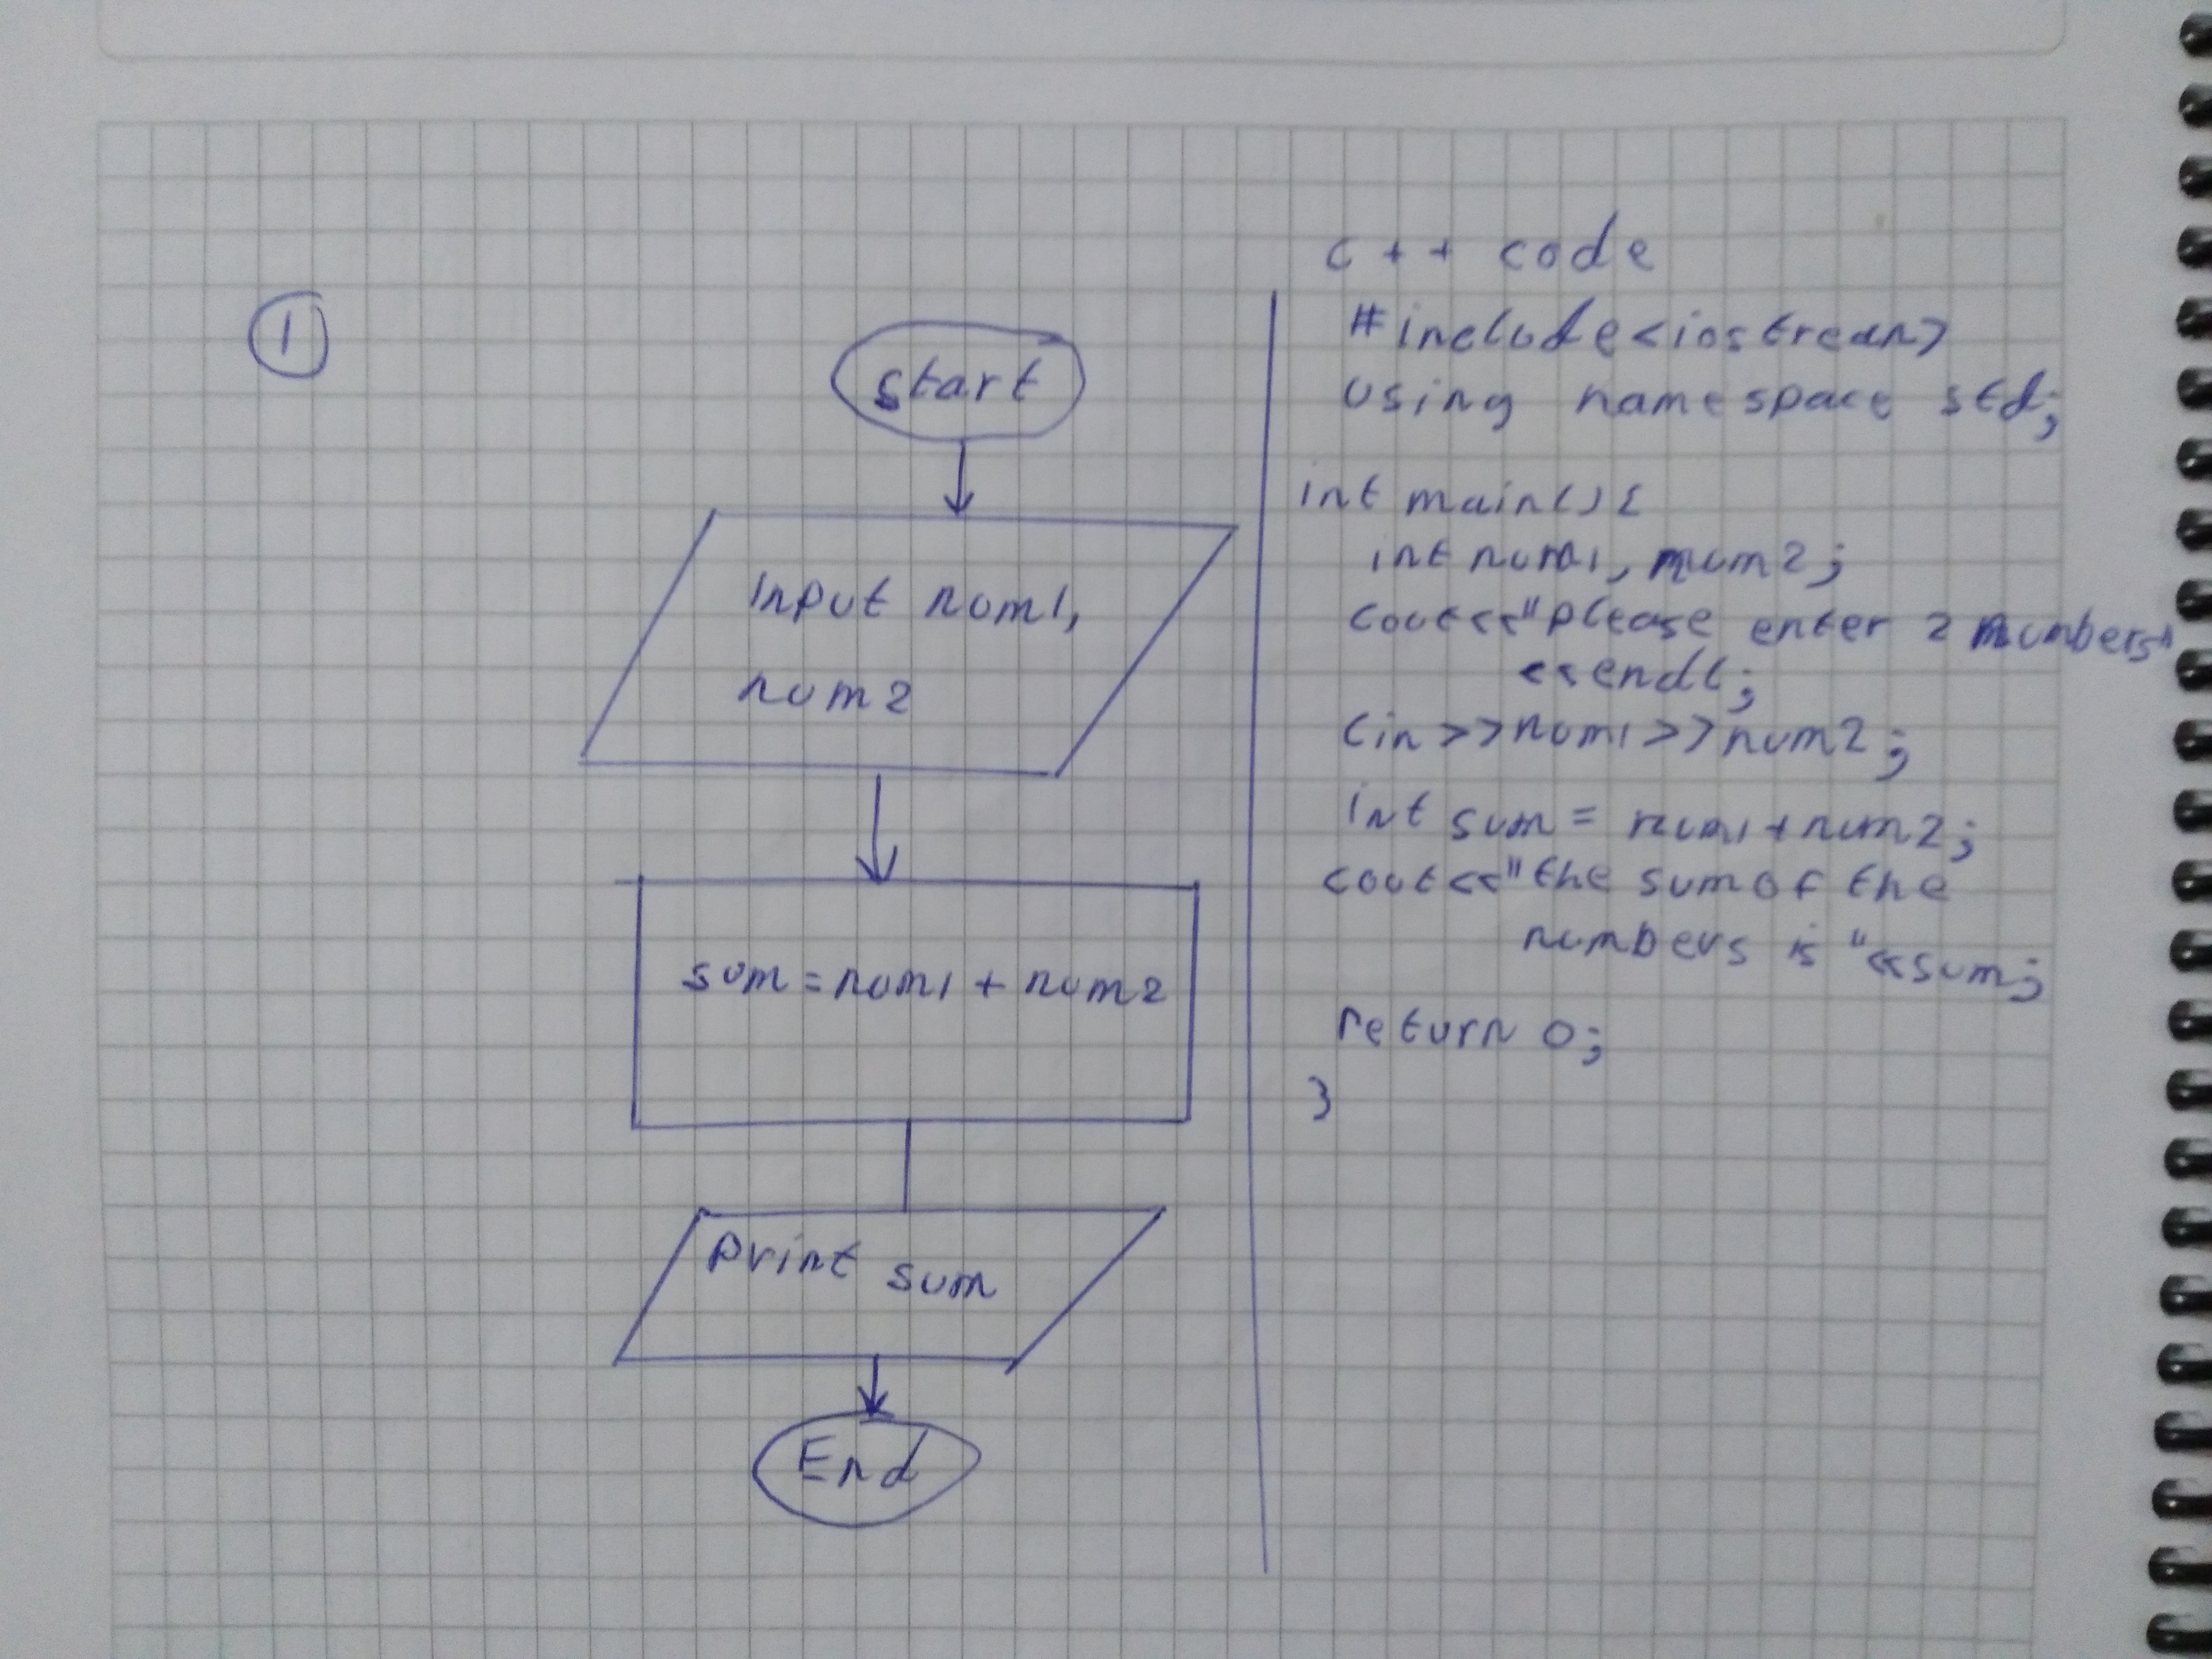 1
start
Input num1,
num2
sum = num1 + num2
print sum
End
c++ code
#include<iostream>
using namespace std;
int main(){
int num1, num2;
cout<<"please enter 2 numbers"
<<endl;
cin>>num1>>num2;
int sum = num1+num2;
cout<<"the sum of the
numbers is "<<sum;
return 0;
}